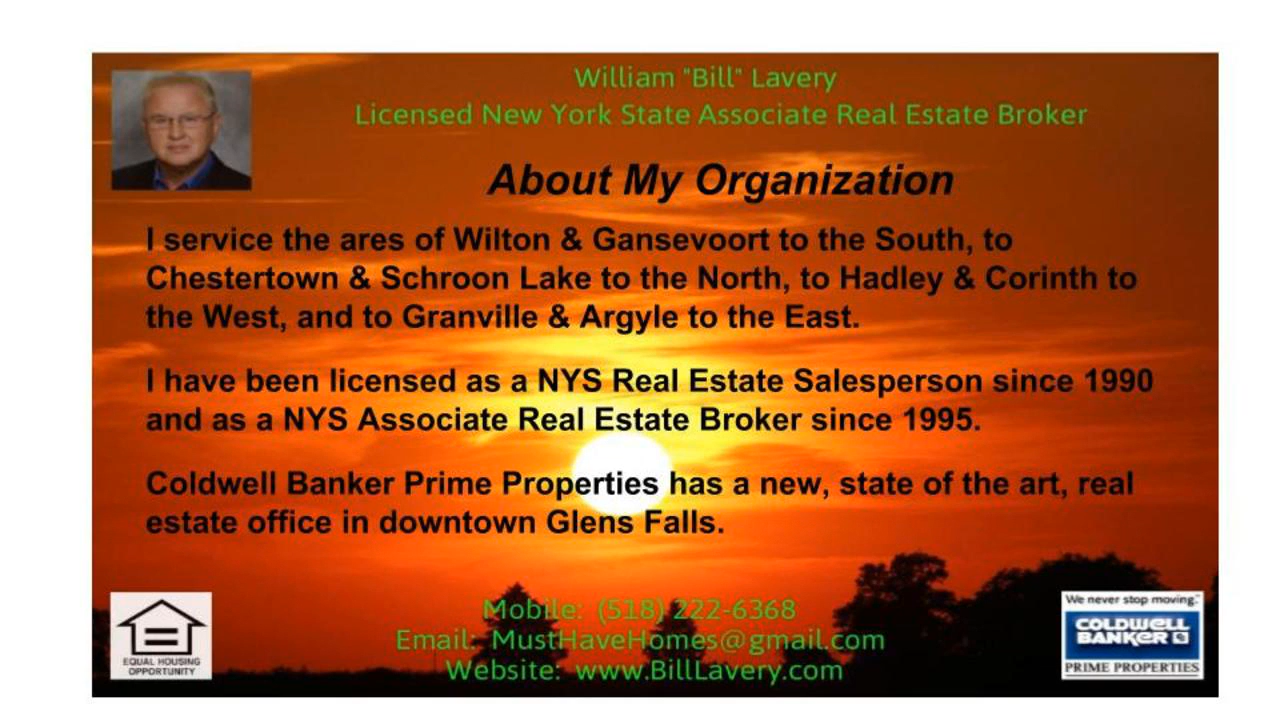 William "Bill" Lavery
Licensed New York State Associate Real Estate Broker
About My Organization
I service the ares of Wilton & Gansevoort to the South, to
Chestertown & Schroon Lake to the North, to Hadley & Corinth to
the West, and to Granville & Argyle to the East.
I have been licensed as a NYS Real Estate Salesperson since 1990
and as a NYS Associate Real Estate Broker since 1995.
Coldwell Banker Prime Properties has a new, state of the art, real
estate office in downtown Glens Falls.
Mobile: (518) 222-6368
Email: MustHaveHomes@gmail.com
Website: www.BillLavery.com
EQUAL HOUSING
OPPORTUNITY
We never stop moving.™
COLDWELL
BANKER
PRIME PROPERTIES